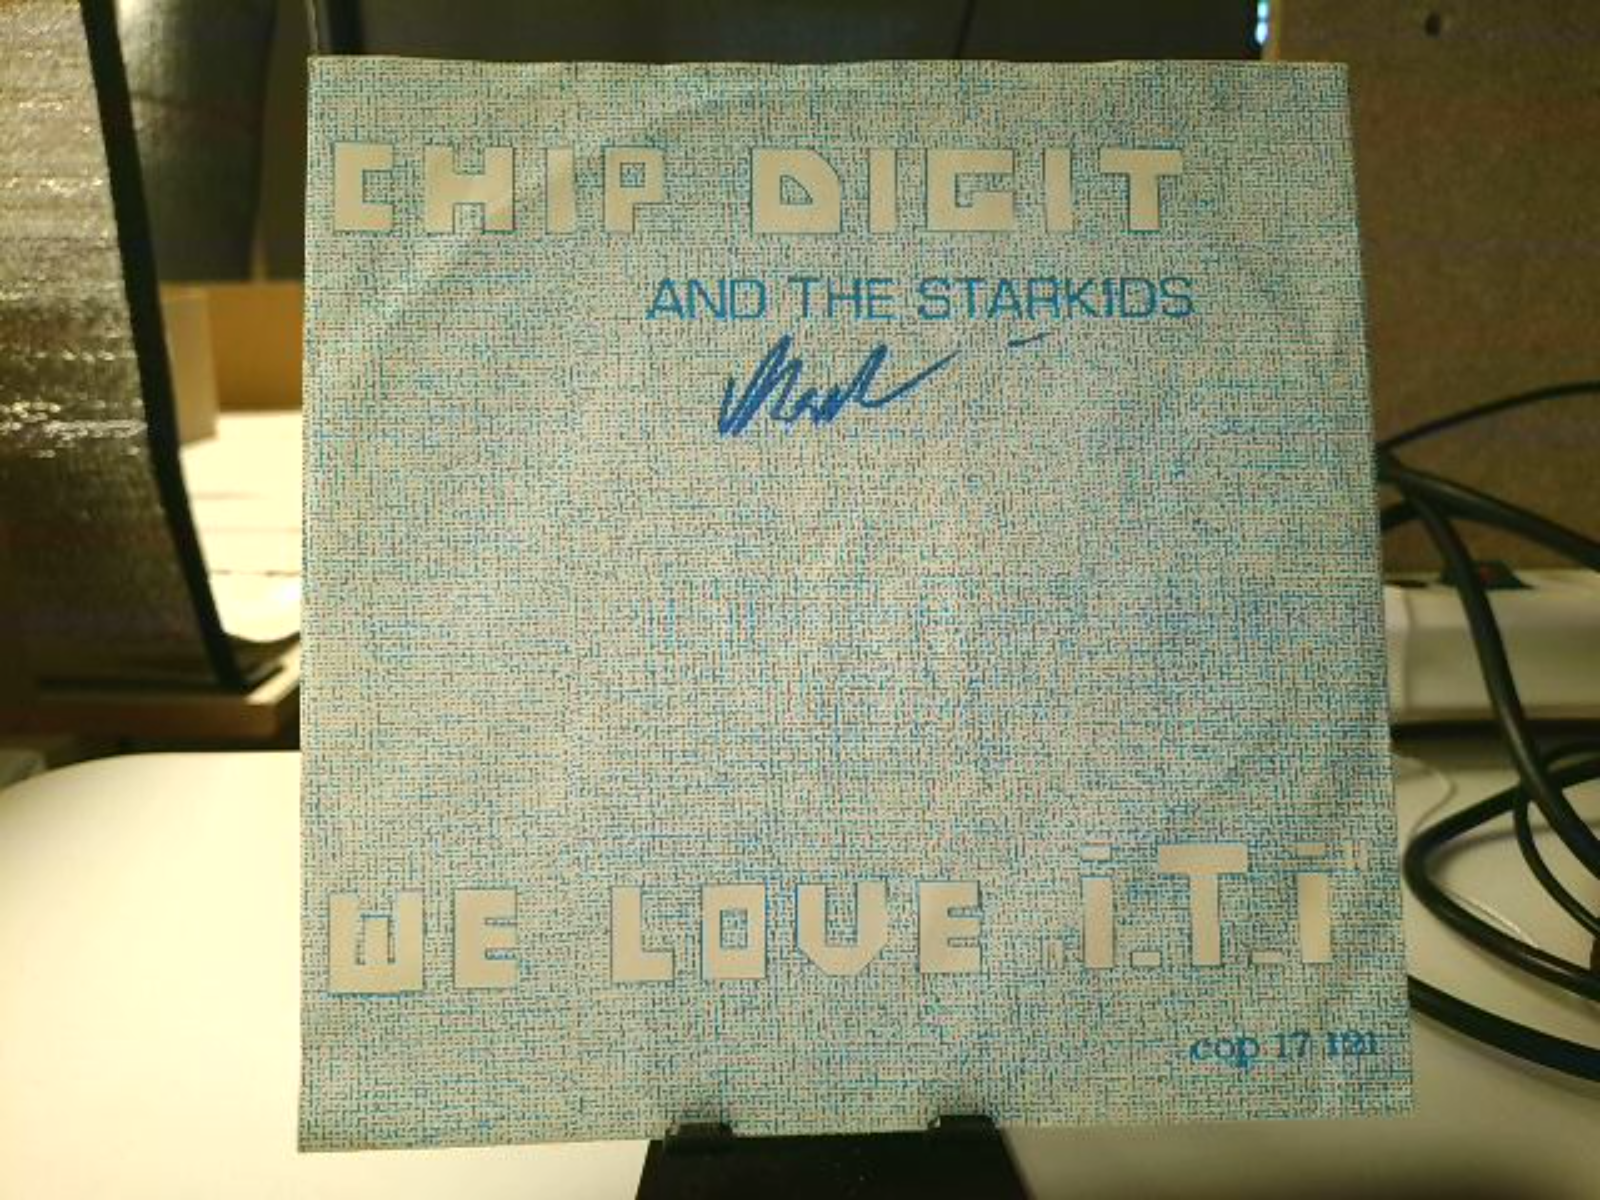 CHIP DIGIT
AND THE STARKIDS
WE LOVE "i.T.i"
cop 17 121